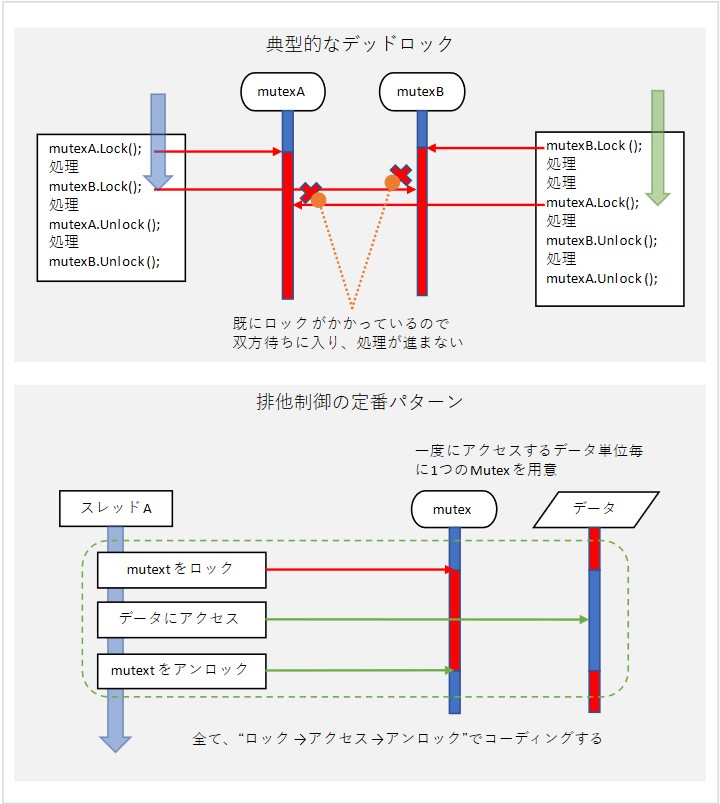 典型的なデッドロック
mutexA
mutexB
mutexA.Lock();
処理
mutexB.Lock();
処理
mutexA.Unlock();
処理
mutexB.Unlock();
mutexB.Lock();
処理
処理
mutexA.Lock();
処理
mutexB.Unlock();
処理
mutexA.Unlock();
既にロックがかかっているので
双方待ちに入り、処理が進まない
排他制御の定番パターン
一度にアクセスするデータ単位毎
に1つのMutexを用意
スレッドA
mutex
データ
mutextをロック
データにアクセス
mutextをアンロック
全て、“ロック→アクセス→アンロック”でコーディングする